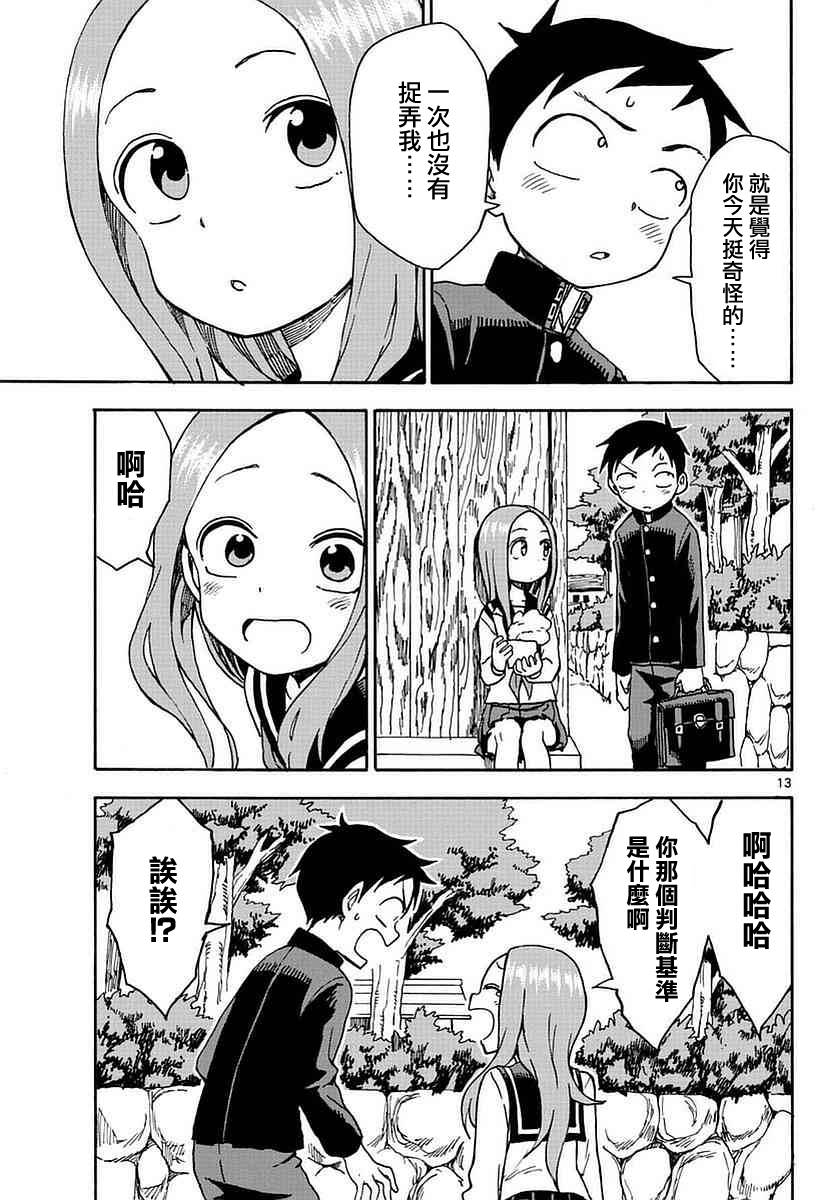 就是覺得
你今天挺奇怪的……
一次也沒有
捉弄我……
啊哈
13
啊哈哈哈
你那個判斷基準
是什麼啊
誒誒!?